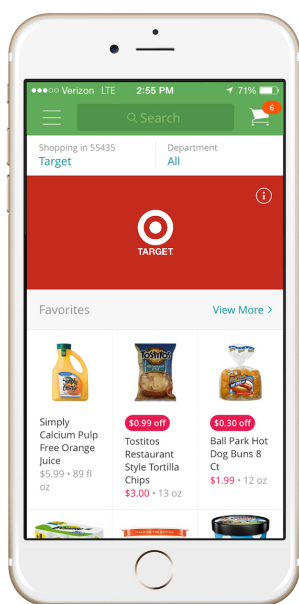 Verizon LTE 2:55 PM 71%
Search
6
Shopping in 55435
Target
Department
All
TARGET
Favorites
View More >
Simply
Calcium Pulp
Free Orange
Juice
$5.99 • 89 fl
oz
$0.99 off
Tostitos
Restaurant
Style Tortilla
Chips
$3.00 • 13 oz
$0.30 off
Ball Park Hot
Dog Buns 8
Ct
$1.99 • 12 oz
TOSTITOS